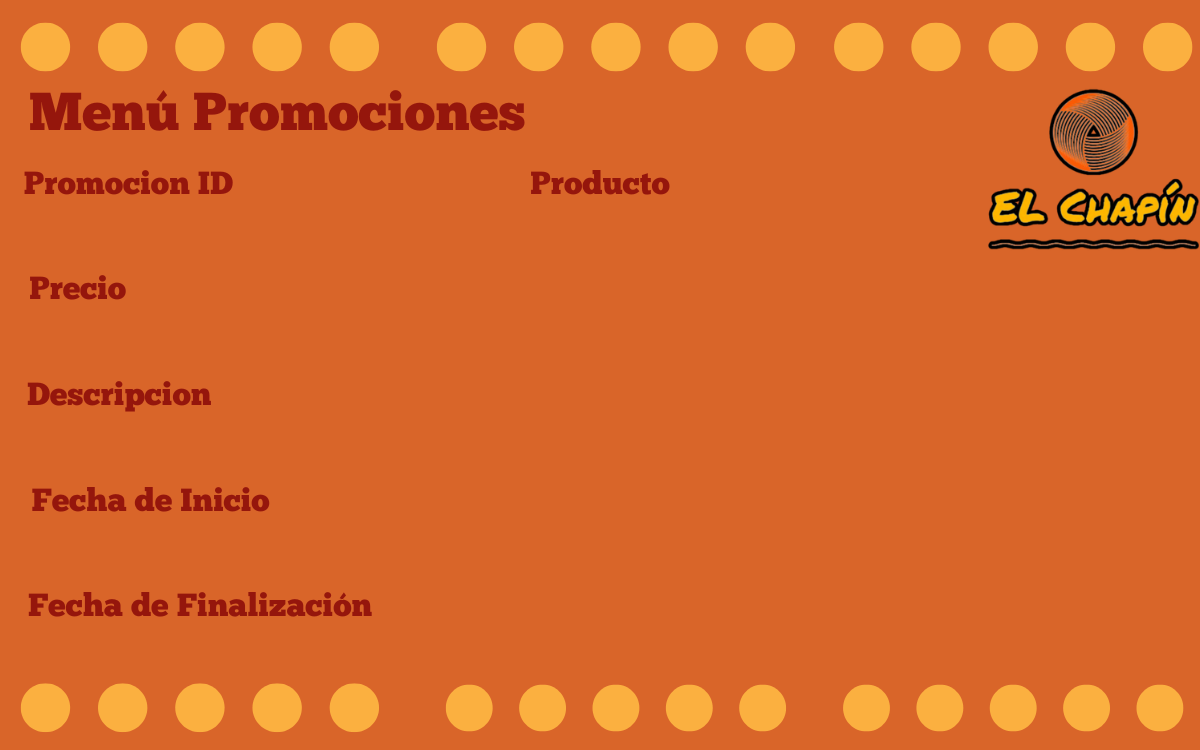 Menú Promociones
Promocion ID
Producto
EL CHAPÍN
Precio
Descripcion
Fecha de Inicio
Fecha de Finalización